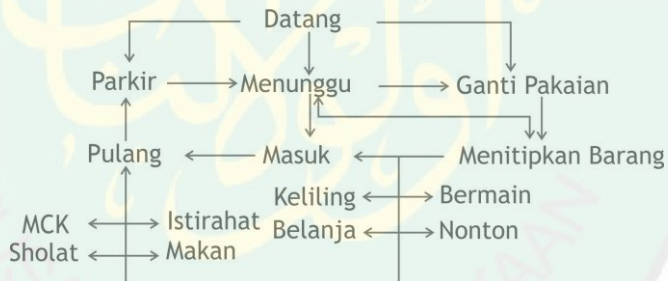 Datang
Parkir Menunggu Ganti Pakaian
Pulang Masuk Menitipkan Barang
Keliling Bermain
MCK Istirahat Belanja Nonton
Sholat Makan